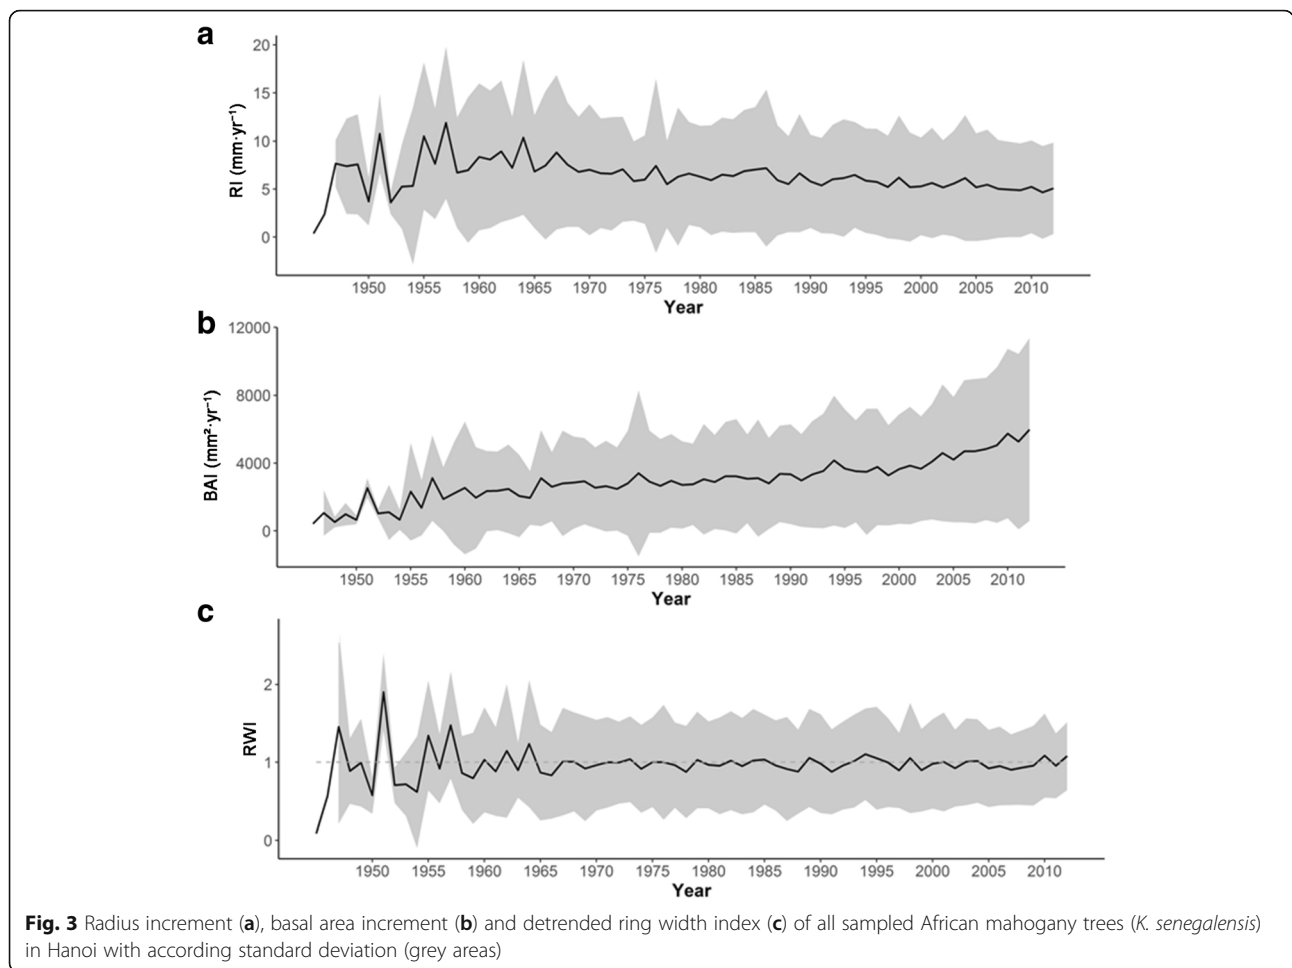 a
20
15
10
5
0
RI (mm·yr⁻¹)
1950 1955 1960 1965 1970 1975 1980 1985 1990 1995 2000 2005 2010
Year
b
12000
8000
4000
0
BAI (mm²·yr⁻¹)
1950 1955 1960 1965 1970 1975 1980 1985 1990 1995 2000 2005 2010
Year
c
2
1
0
RWI
1950 1955 1960 1965 1970 1975 1980 1985 1990 1995 2000 2005 2010
Year
Fig. 3 Radius increment (a), basal area increment (b) and detrended ring width index (c) of all sampled African mahogany trees (K. senegalensis)
in Hanoi with according standard deviation (grey areas)